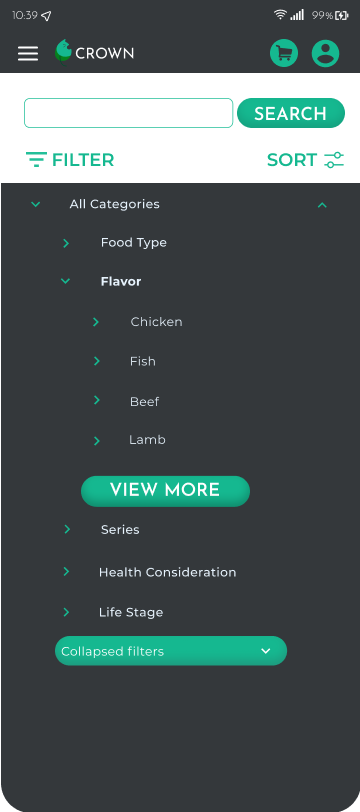 10:39 99%
CROWN
SEARCH
FILTER SORT
All Categories
Food Type
Flavor
Chicken
Fish
Beef
Lamb
VIEW MORE
Series
Health Consideration
Life Stage
Collapsed filters